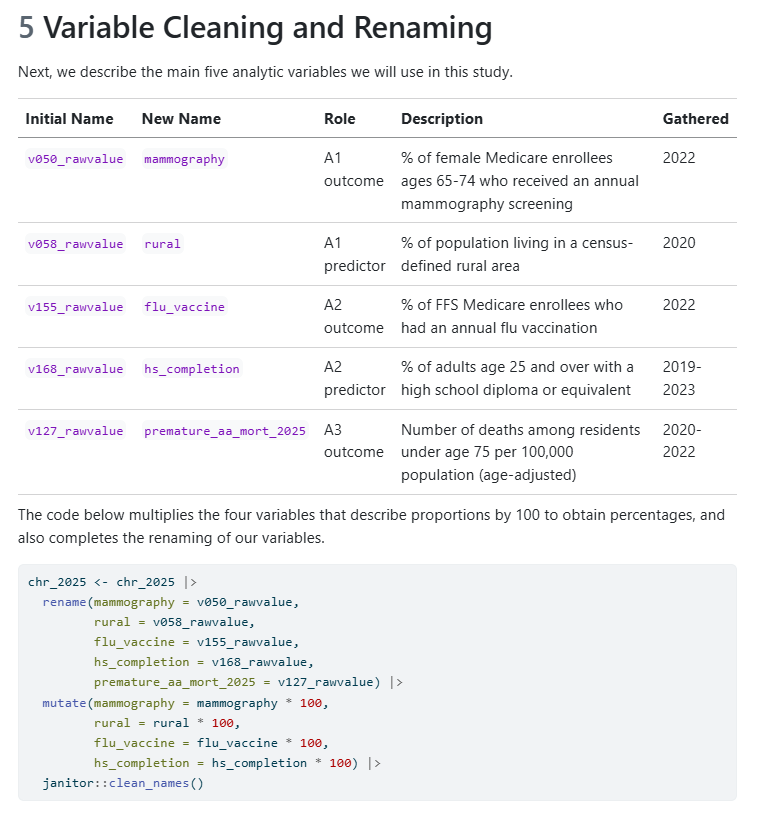 5 Variable Cleaning and Renaming
Next, we describe the main five analytic variables we will use in this study.
Initial Name New Name Role Description Gathered
v050_rawvalue mammography A1 outcome % of female Medicare enrollees ages 65-74 who received an annual mammography screening 2022
v058_rawvalue rural A1 predictor % of population living in a census-defined rural area 2020
v155_rawvalue flu_vaccine A2 outcome % of FFS Medicare enrollees who had an annual flu vaccination 2022
v168_rawvalue hs_completion A2 predictor % of adults age 25 and over with a high school diploma or equivalent 2019-2023
v127_rawvalue premature_aa_mort_2025 A3 outcome Number of deaths among residents under age 75 per 100,000 population (age-adjusted) 2020-2022
The code below multiplies the four variables that describe proportions by 100 to obtain percentages, and
also completes the renaming of our variables.
chr_2025 <- chr_2025 |>
  rename(mammography = v050_rawvalue,
         rural = v058_rawvalue,
         flu_vaccine = v155_rawvalue,
         hs_completion = v168_rawvalue,
         premature_aa_mort_2025 = v127_rawvalue) |>
  mutate(mammography = mammography * 100,
         rural = rural * 100,
         flu_vaccine = flu_vaccine * 100,
         hs_completion = hs_completion * 100) |>
  janitor::clean_names()